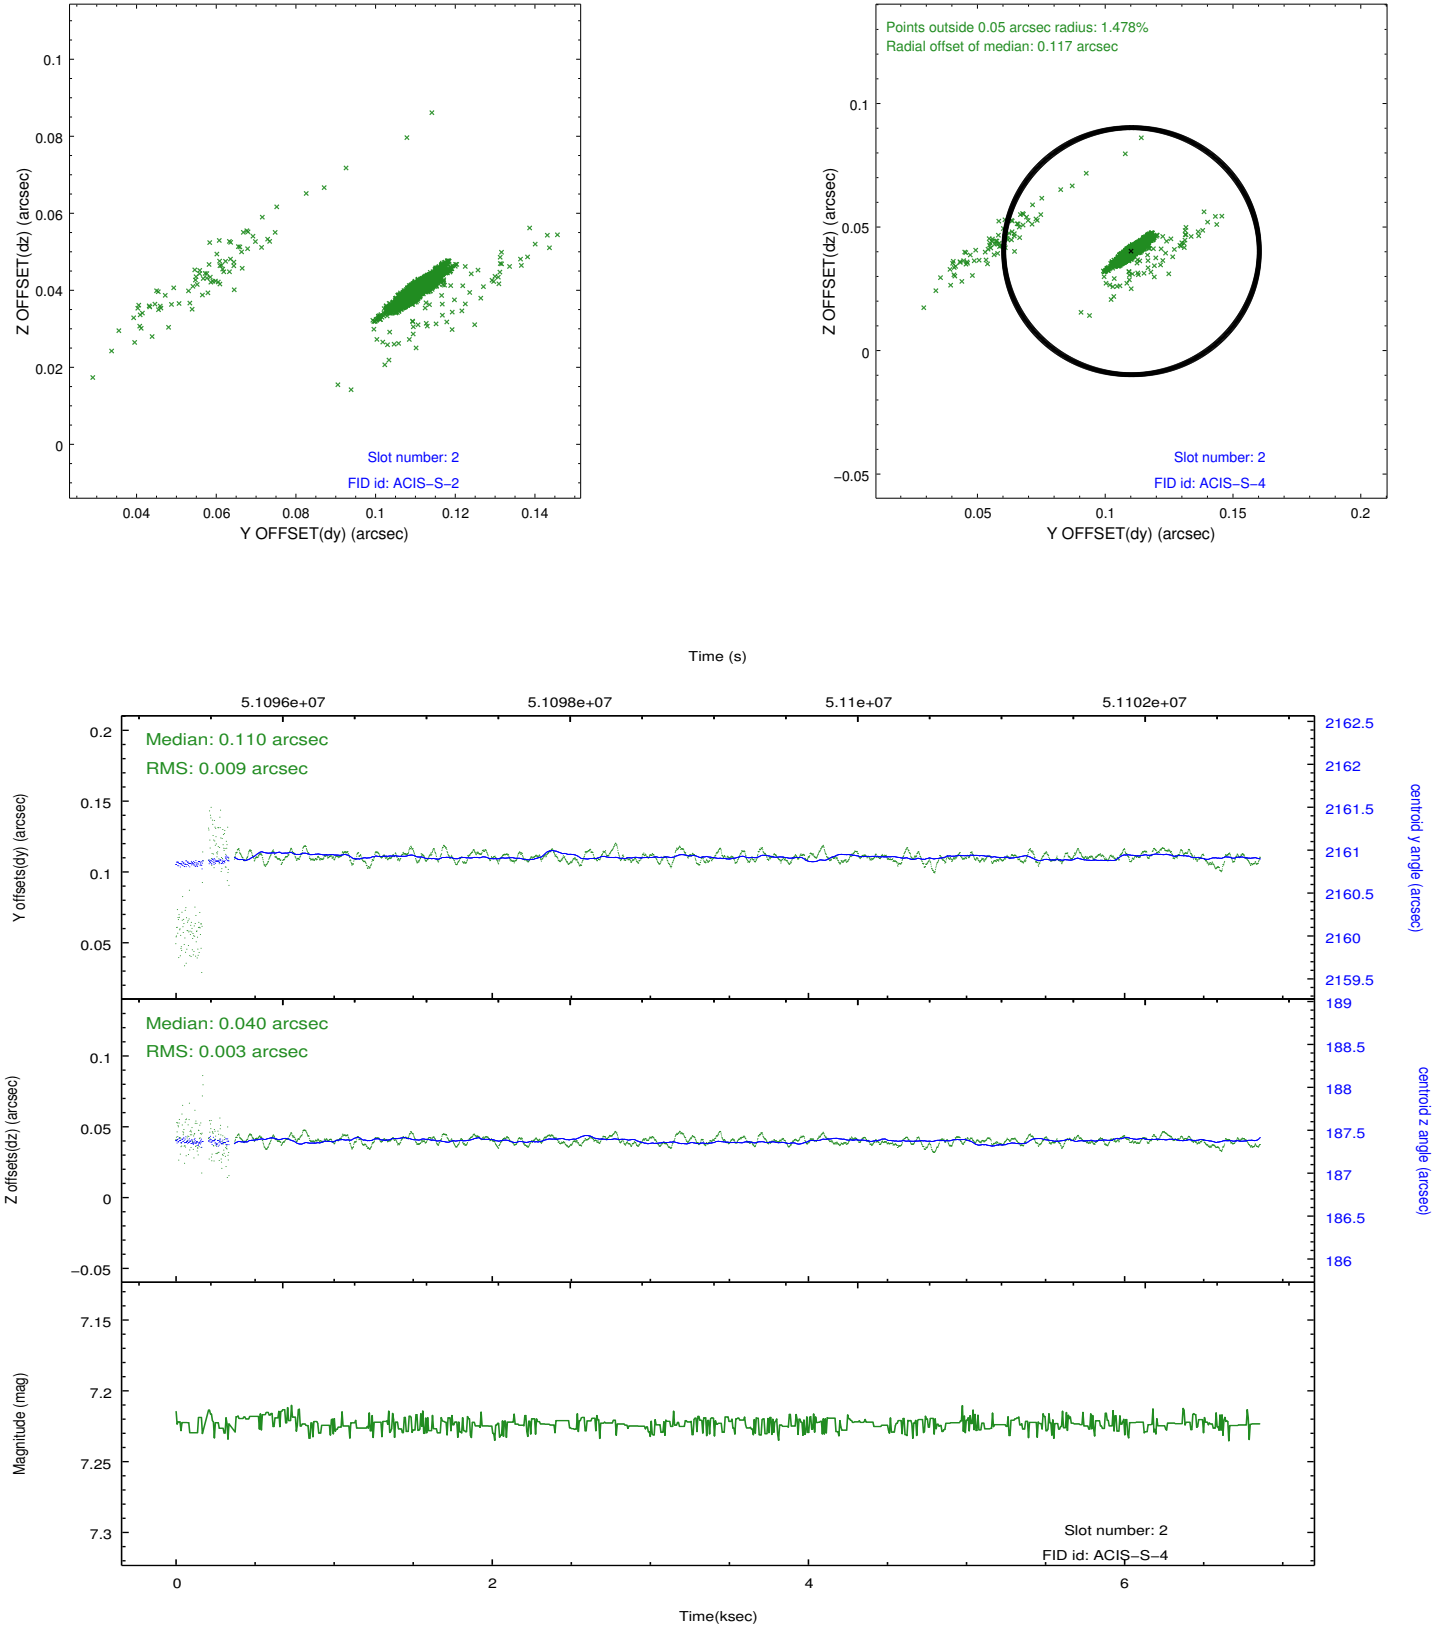 0.1
0.08
0.06
0.04
0.02
0
Z OFFSET(dz) (arcsec)
Slot number: 2
FID id: ACIS−S−2
0.04
0.06
0.08
0.1
0.12
0.14
Y OFFSET(dy) (arcsec)
Points outside 0.05 arcsec radius: 1.478%
Radial offset of median: 0.117 arcsec
0.1
0.05
0
−0.05
Z OFFSET(dz) (arcsec)
Slot number: 2
FID id: ACIS−S−4
0.05
0.1
0.15
0.2
Y OFFSET(dy) (arcsec)
Time (s)
5.1096e+07
5.1098e+07
5.11e+07
5.1102e+07
Median: 0.110 arcsec
RMS: 0.009 arcsec
0.2
0.15
0.1
0.05
Y offsets(dy) (arcsec)
2162.5
2162
2161.5
2161
2160.5
2160
2159.5
centroid y angle (arcsec)
Median: 0.040 arcsec
RMS: 0.003 arcsec
0.1
0.05
0
−0.05
Z offsets(dz) (arcsec)
189
188.5
188
187.5
187
186.5
186
centroid z angle (arcsec)
7.15
7.2
7.25
7.3
Magnitude (mag)
Slot number: 2
FID id: ACIS−S−4
0
2
4
6
Time(ksec)